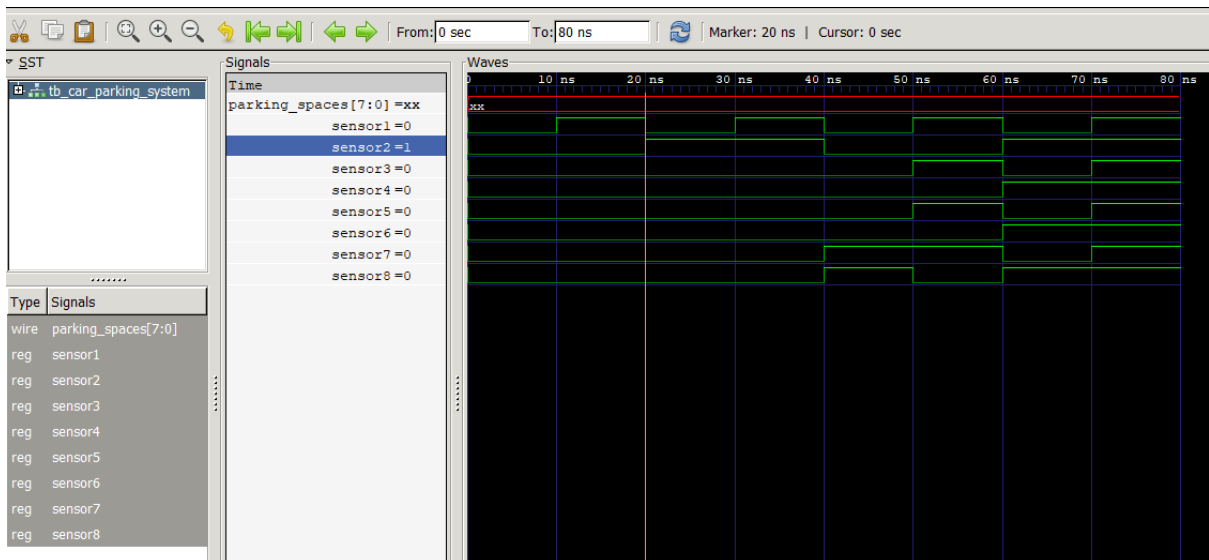 From: 0 sec To: 80 ns Marker: 20 ns | Cursor: 0 sec
SST
tb_car_parking_system
Type Signals
wire parking_spaces[7:0]
reg sensor1
reg sensor2
reg sensor3
reg sensor4
reg sensor5
reg sensor6
reg sensor7
reg sensor8
Signals
Time
parking_spaces[7:0] =xx
sensor1 =0
sensor2 =1
sensor3 =0
sensor4 =0
sensor5 =0
sensor6 =0
sensor7 =0
sensor8 =0
Waves
0 10 ns 20 ns 30 ns 40 ns 50 ns 60 ns 70 ns 80 ns
xx